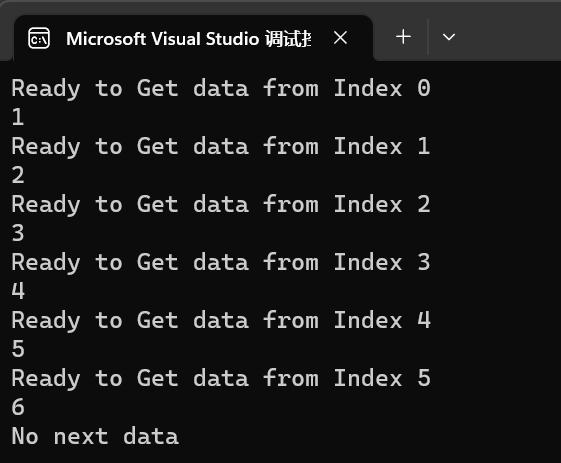 Microsoft Visual Studio 调试
Ready to Get data from Index 0
1
Ready to Get data from Index 1
2
Ready to Get data from Index 2
3
Ready to Get data from Index 3
4
Ready to Get data from Index 4
5
Ready to Get data from Index 5
6
No next data